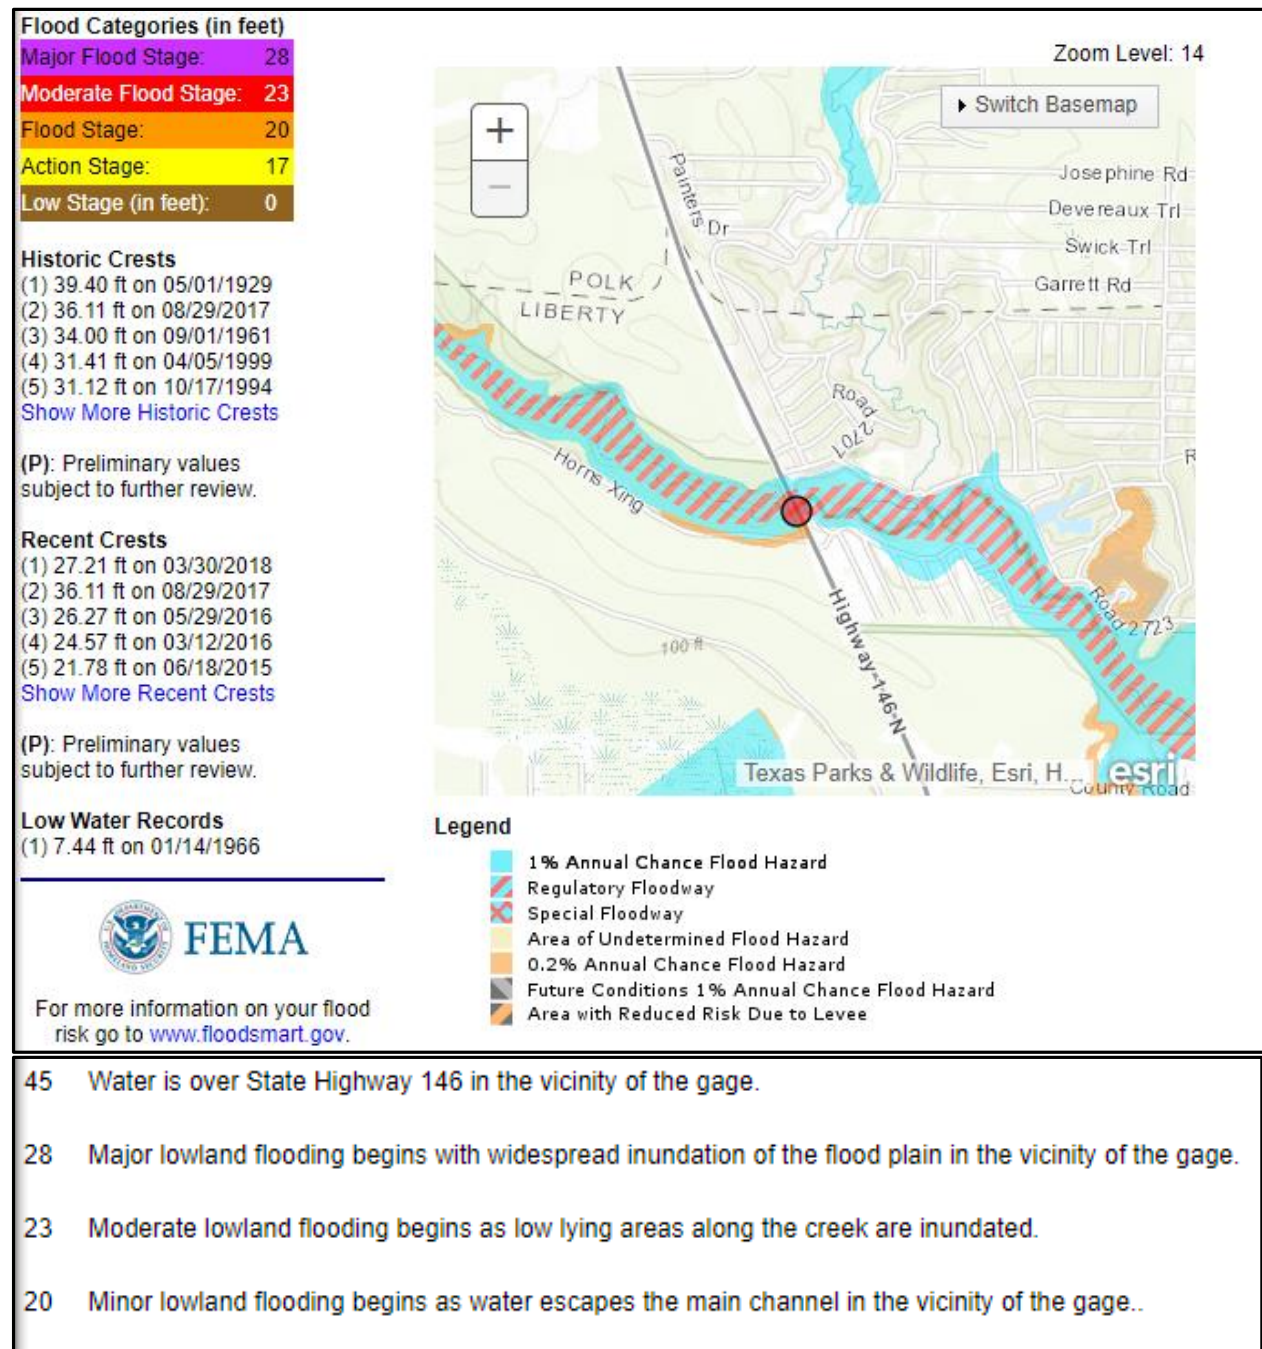 Flood Categories (in feet)
Major Flood Stage: 28
Moderate Flood Stage: 23
Flood Stage: 20
Action Stage: 17
Low Stage (in feet): 0
Historic Crests
(1) 39.40 ft on 05/01/1929
(2) 36.11 ft on 08/29/2017
(3) 34.00 ft on 09/01/1961
(4) 31.41 ft on 04/05/1999
(5) 31.12 ft on 10/17/1994
Show More Historic Crests
(P): Preliminary values
subject to further review.
Recent Crests
(1) 27.21 ft on 03/30/2018
(2) 36.11 ft on 08/29/2017
(3) 26.27 ft on 05/29/2016
(4) 24.57 ft on 03/12/2016
(5) 21.78 ft on 06/18/2015
Show More Recent Crests
(P): Preliminary values
subject to further review.
Low Water Records
(1) 7.44 ft on 01/14/1966
FEMA
For more information on your flood
risk go to www.floodsmart.gov.
Zoom Level: 14
+
−
Switch Basemap
Painters
Dr
Josephine Rd
Devereaux Trl
Swick Trl
Garrett Rd
POLK
LIBERTY
Road
2701
R
Horns Xing
Road 2723
Highway 146 N
100 ft
Texas Parks & Wildlife, Esri, H...
esri
County Road
Legend
1% Annual Chance Flood Hazard
Regulatory Floodway
Special Floodway
Area of Undetermined Flood Hazard
0.2% Annual Chance Flood Hazard
Future Conditions 1% Annual Chance Flood Hazard
Area with Reduced Risk Due to Levee
45 Water is over State Highway 146 in the vicinity of the gage.
28 Major lowland flooding begins with widespread inundation of the flood plain in the vicinity of the gage.
23 Moderate lowland flooding begins as low lying areas along the creek are inundated.
20 Minor lowland flooding begins as water escapes the main channel in the vicinity of the gage..